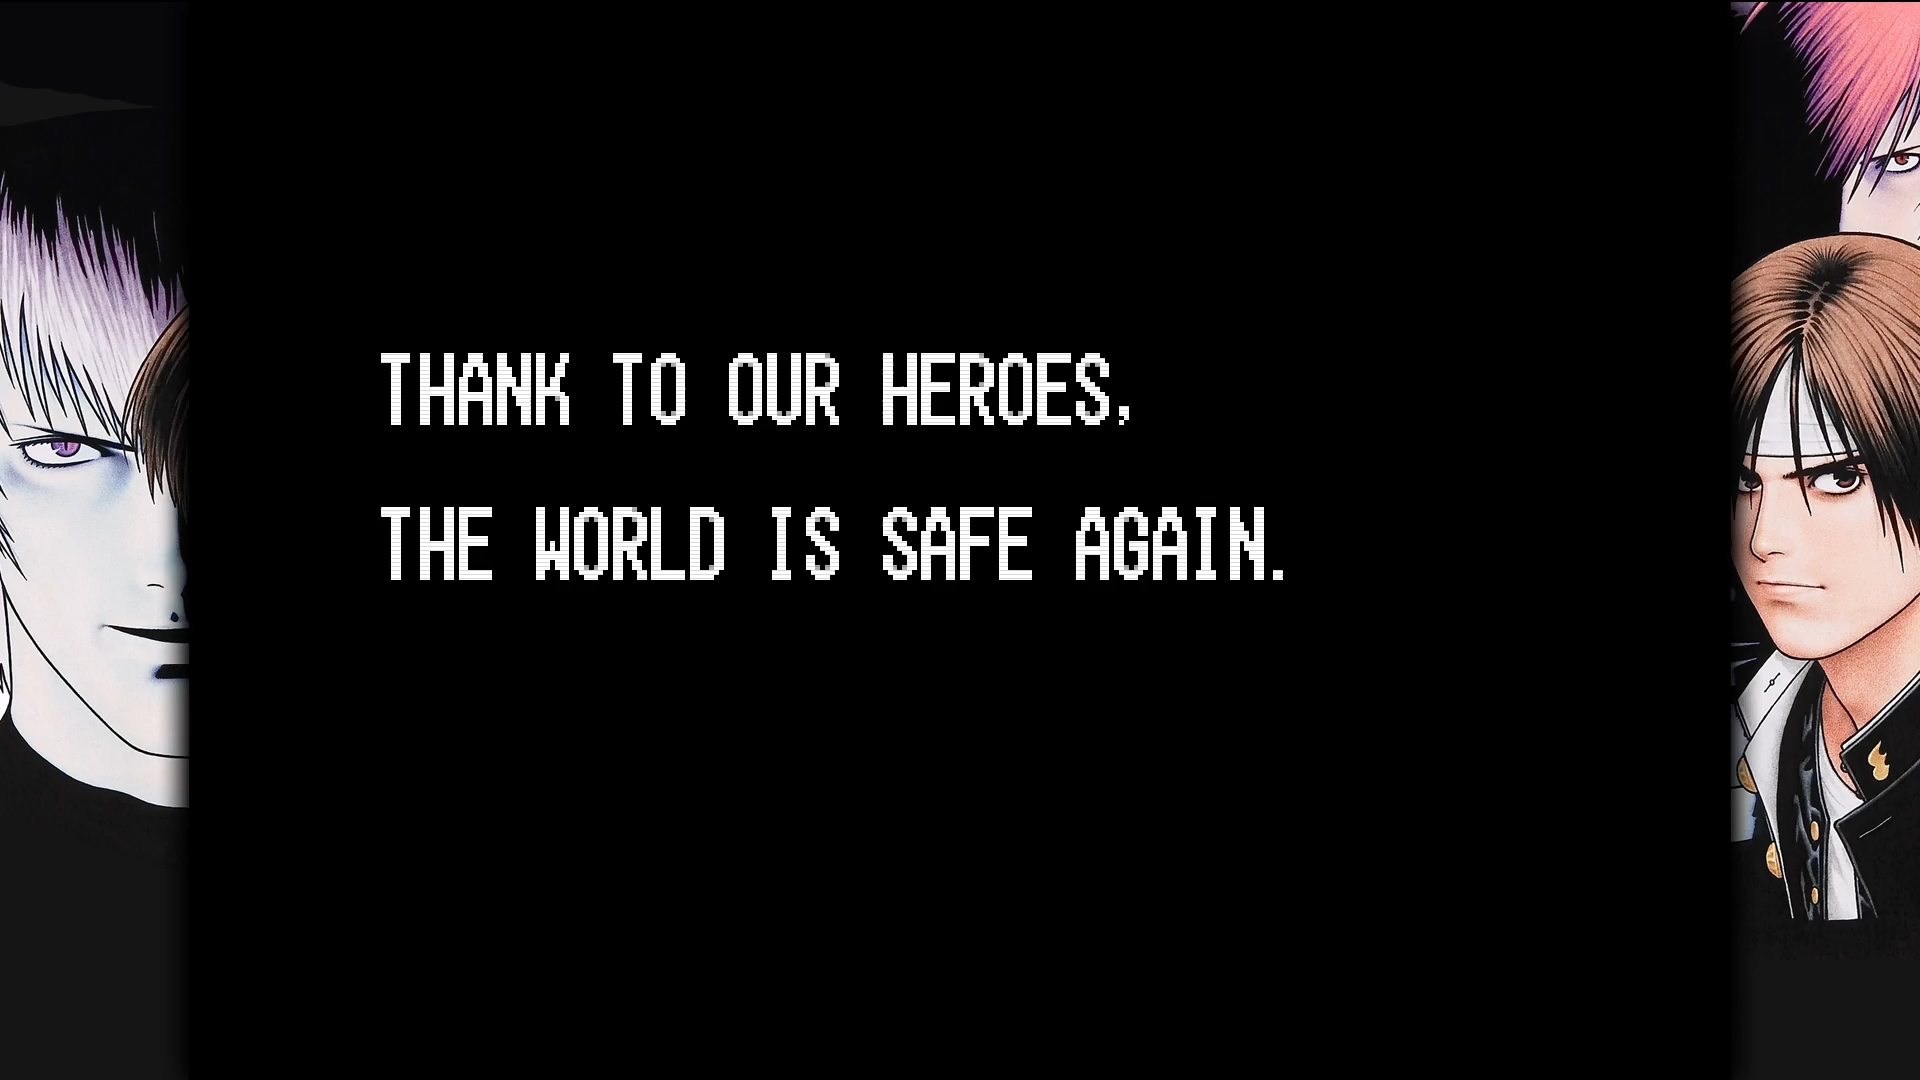 THANK TO OUR HEROES,
THE WORLD IS SAFE AGAIN.